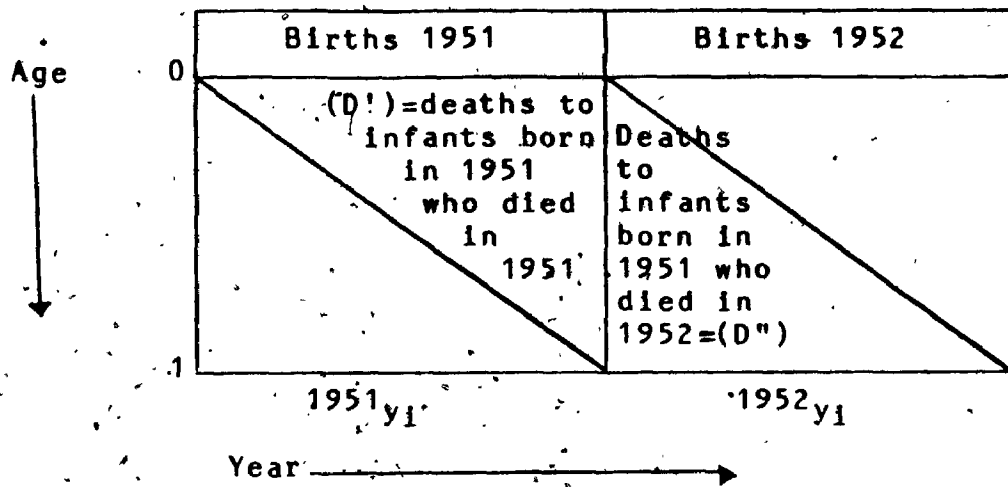 Births 1951
Births 1952
Age
0
(D')=deaths to
infants born
in 1951
who died
in
1951
Deaths
to
infants
born in
1951 who
died in
1952=(D")
1
1951yi
1952yi
Year